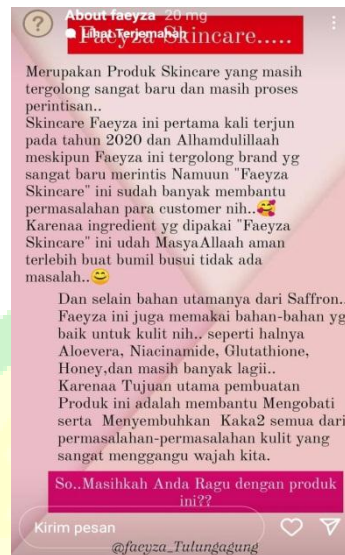 ?
About faeyza 20 mg
Lihat Terjemahan
Faeyza Skincare.....
Merupakan Produk Skincare yang masih
tergolong sangat baru dan masih proses
perintisan..
Skincare Faeyza ini pertama kali terjun
pada tahun 2020 dan Alhamdulillaah
meskipun Faeyza ini tergolong brand yg
sangat baru merintis Namuun "Faeyza
Skincare" ini sudah banyak membantu
permasalahan para customer nih..🥰
Karenaa ingredient yg dipakai "Faeyza
Skincare" ini udah MasyaAllaah aman
terlebih buat bumil busui tidak ada
masalah..😊
Dan selain bahan utamanya dari Saffron..
Faeyza ini juga memakai bahan-bahan yg
baik untuk kulit nih.. seperti halnya
Aloevera, Niacinamide, Glutathione,
Honey,dan masih banyak lagii..
Karenaa Tujuan utama pembuatan
Produk ini adalah membantu Mengobati
serta Menyembuhkan Kaka2 semua dari
permasalahan-permasalahan kulit yang
sangat menggangu wajah kita.
So..Masihkah Anda Ragu dengan produk
ini??
Kirim pesan
@faeyza_Tulungagung